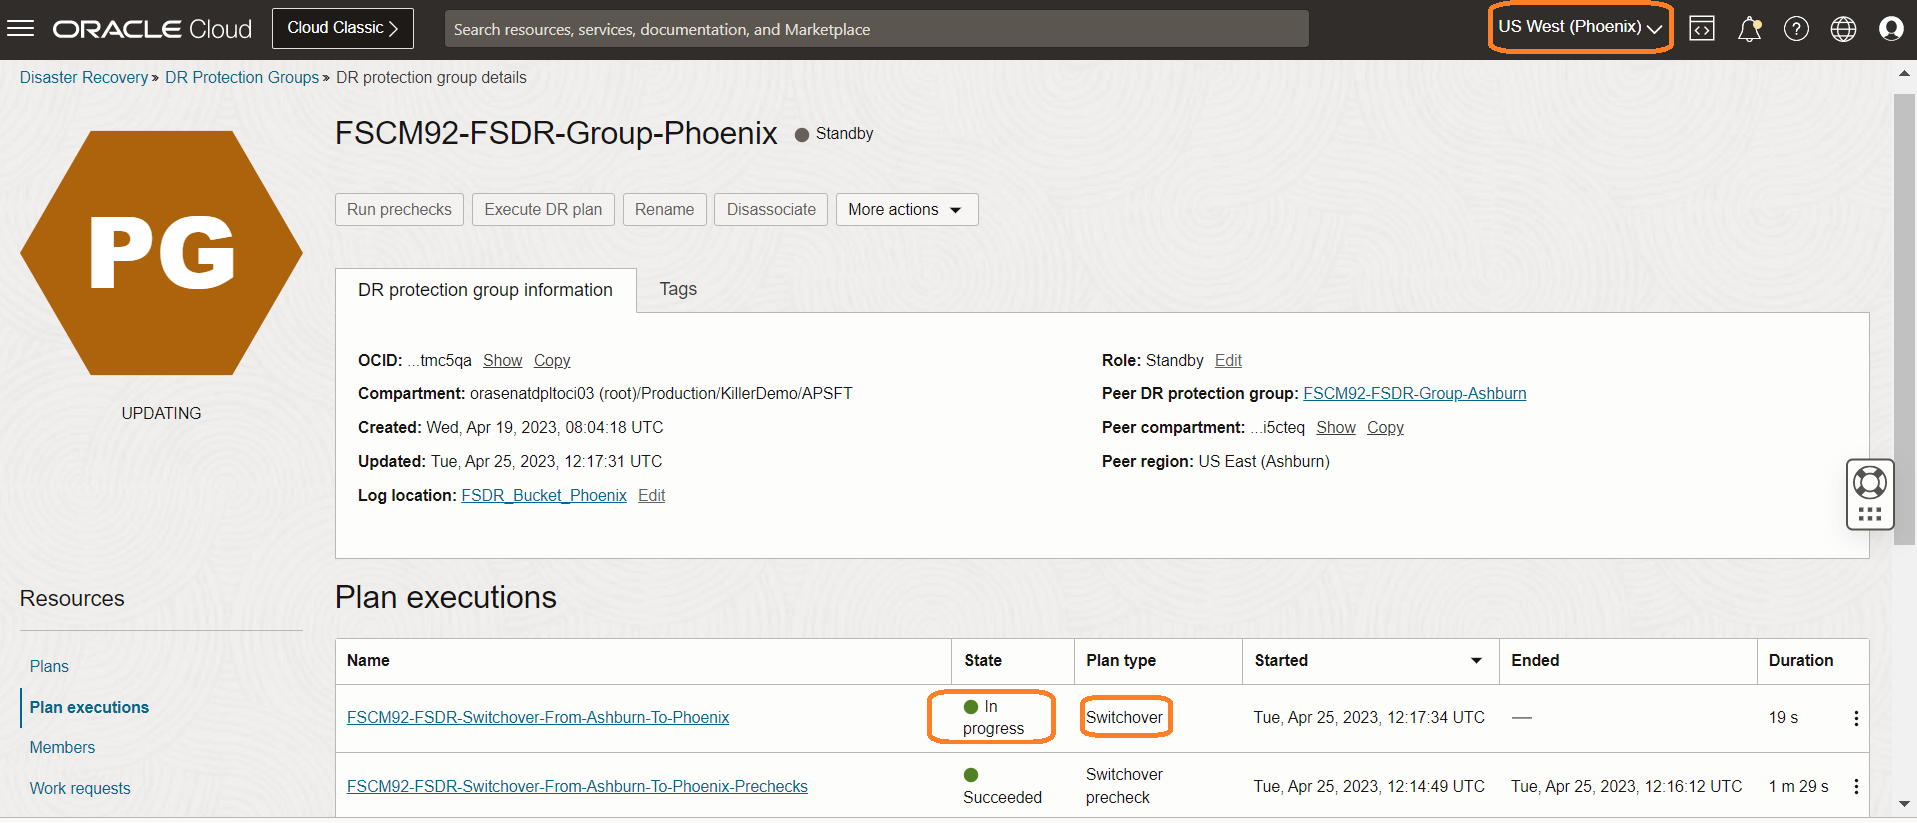 ORACLE Cloud
Cloud Classic
Search resources, services, documentation, and Marketplace
US West (Phoenix)
Disaster Recovery » DR Protection Groups » DR protection group details
PG
UPDATING
FSCM92-FSDR-Group-Phoenix
Standby
Run prechecks
Execute DR plan
Rename
Disassociate
More actions
DR protection group information
Tags
OCID: ...tmc5qa Show Copy
Compartment: orasenatdpltoci03 (root)/Production/KillerDemo/APSFT
Created: Wed, Apr 19, 2023, 08:04:18 UTC
Updated: Tue, Apr 25, 2023, 12:17:31 UTC
Log location: FSDR_Bucket_Phoenix Edit
Role: Standby Edit
Peer DR protection group: FSCM92-FSDR-Group-Ashburn
Peer compartment: ...i5cteq Show Copy
Peer region: US East (Ashburn)
Resources
Plans
Plan executions
Members
Work requests
Plan executions
Name State Plan type Started Ended Duration
FSCM92-FSDR-Switchover-From-Ashburn-To-Phoenix
In
progress
Switchover
Tue, Apr 25, 2023, 12:17:34 UTC
—
19 s
FSCM92-FSDR-Switchover-From-Ashburn-To-Phoenix-Prechecks
Succeeded
Switchover
precheck
Tue, Apr 25, 2023, 12:14:49 UTC
Tue, Apr 25, 2023, 12:16:12 UTC
1 m 29 s